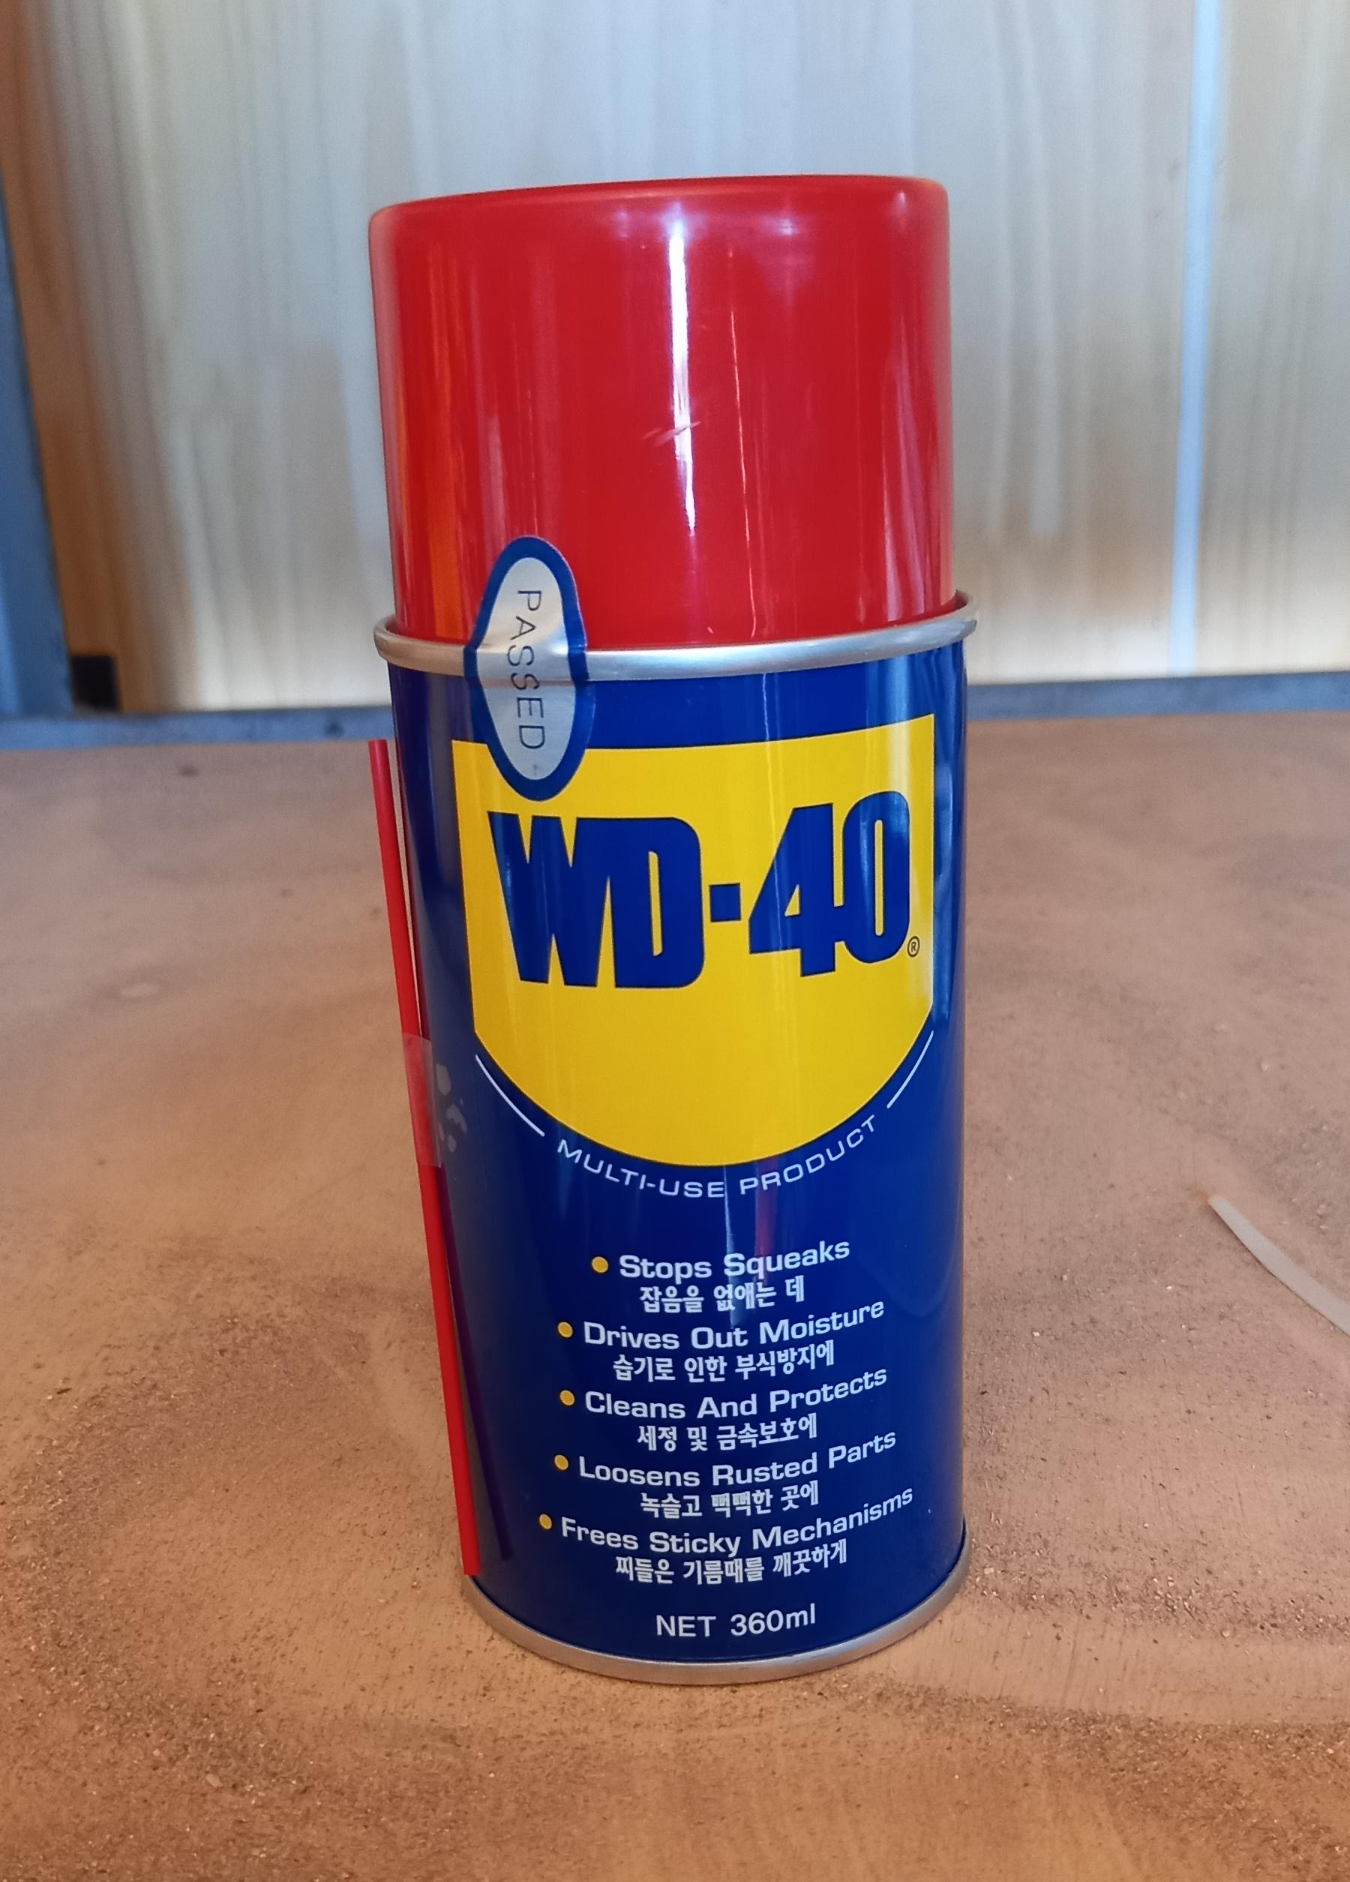 PASSED
WD-40®
MULTI-USE PRODUCT
• Stops Squeaks
잡음을 없애는 데
• Drives Out Moisture
습기로 인한 부식방지에
• Cleans And Protects
세정 및 금속보호에
• Loosens Rusted Parts
녹슬고 빽빽한 곳에
• Frees Sticky Mechanisms
찌들은 기름때를 깨끗하게
NET 360ml